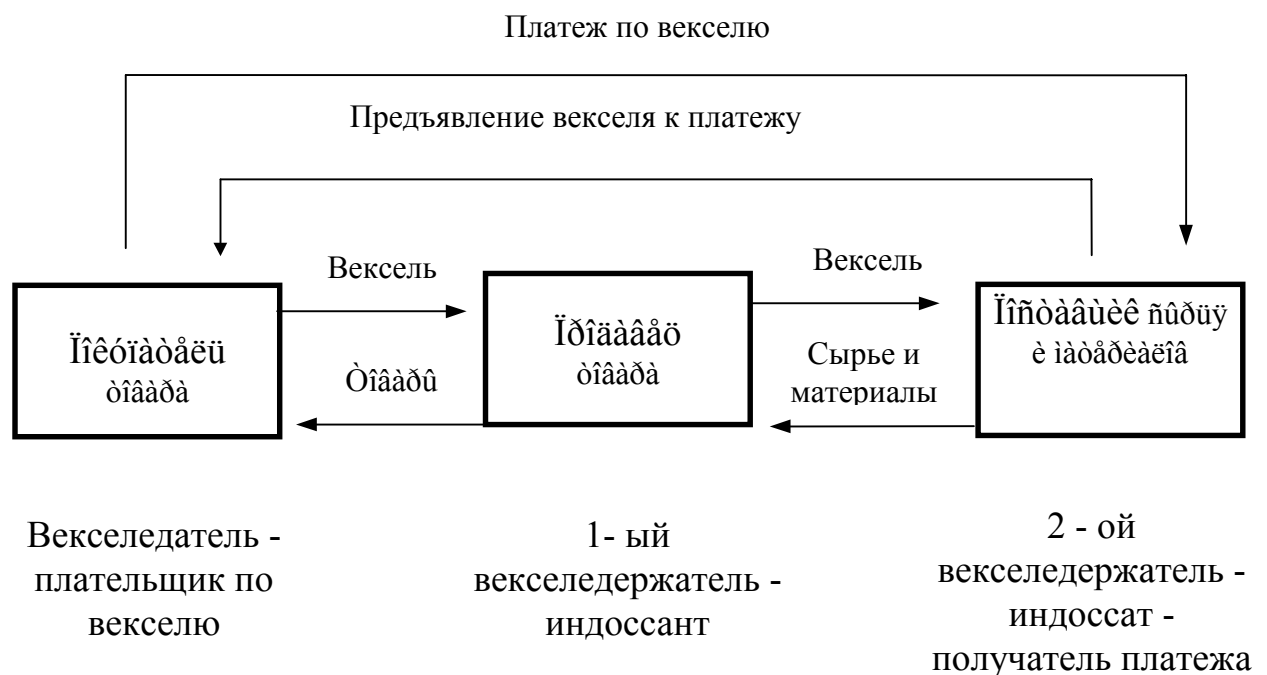 Платеж по векселю
Предъявление векселя к платежу
Вексель
Вексель
Ïîêóïàòåëü
òîâàðà
Ïðîäàâåö
òîâàðà
Ïîñòàâùèê ñûðüÿ
è ìàòåðèàëîâ
Òîâàðû
Сырье и
материалы
Векселедатель -
плательщик по
векселю
1- ый
векселедержатель -
индоссант
2 - ой
векселедержатель -
индоссат -
получатель платежа